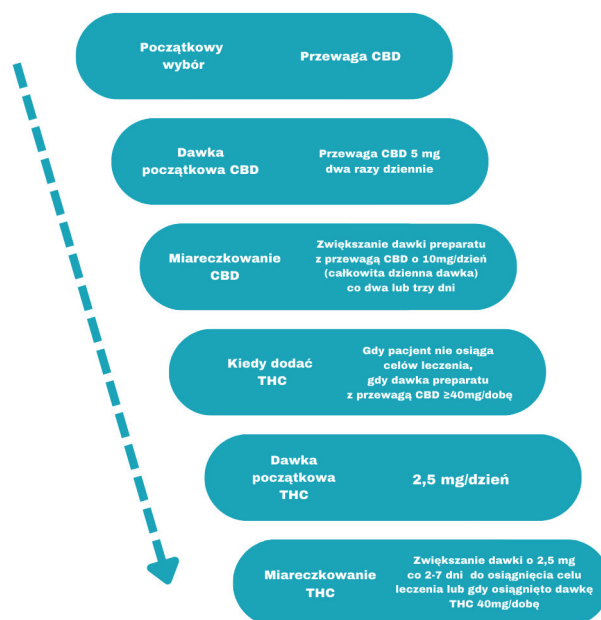 Początkowy
wybór
Przewaga CBD
Dawka
początkowa CBD
Przewaga CBD 5 mg
dwa razy dziennie
Miareczkowanie
CBD
Zwiększanie dawki preparatu
z przewagą CBD o 10mg/dzień
(całkowita dzienna dawka)
co dwa lub trzy dni
Kiedy dodać
THC
Gdy pacjent nie osiąga
celów leczenia,
gdy dawka preparatu
z przewagą CBD ≥40mg/dobę
Dawka
początkowa
THC
2,5 mg/dzień
Miareczkowanie
THC
Zwiększanie dawki o 2,5 mg
co 2-7 dni do osiągnięcia celu
leczenia lub gdy osiągnięto dawkę
THC 40mg/dobę